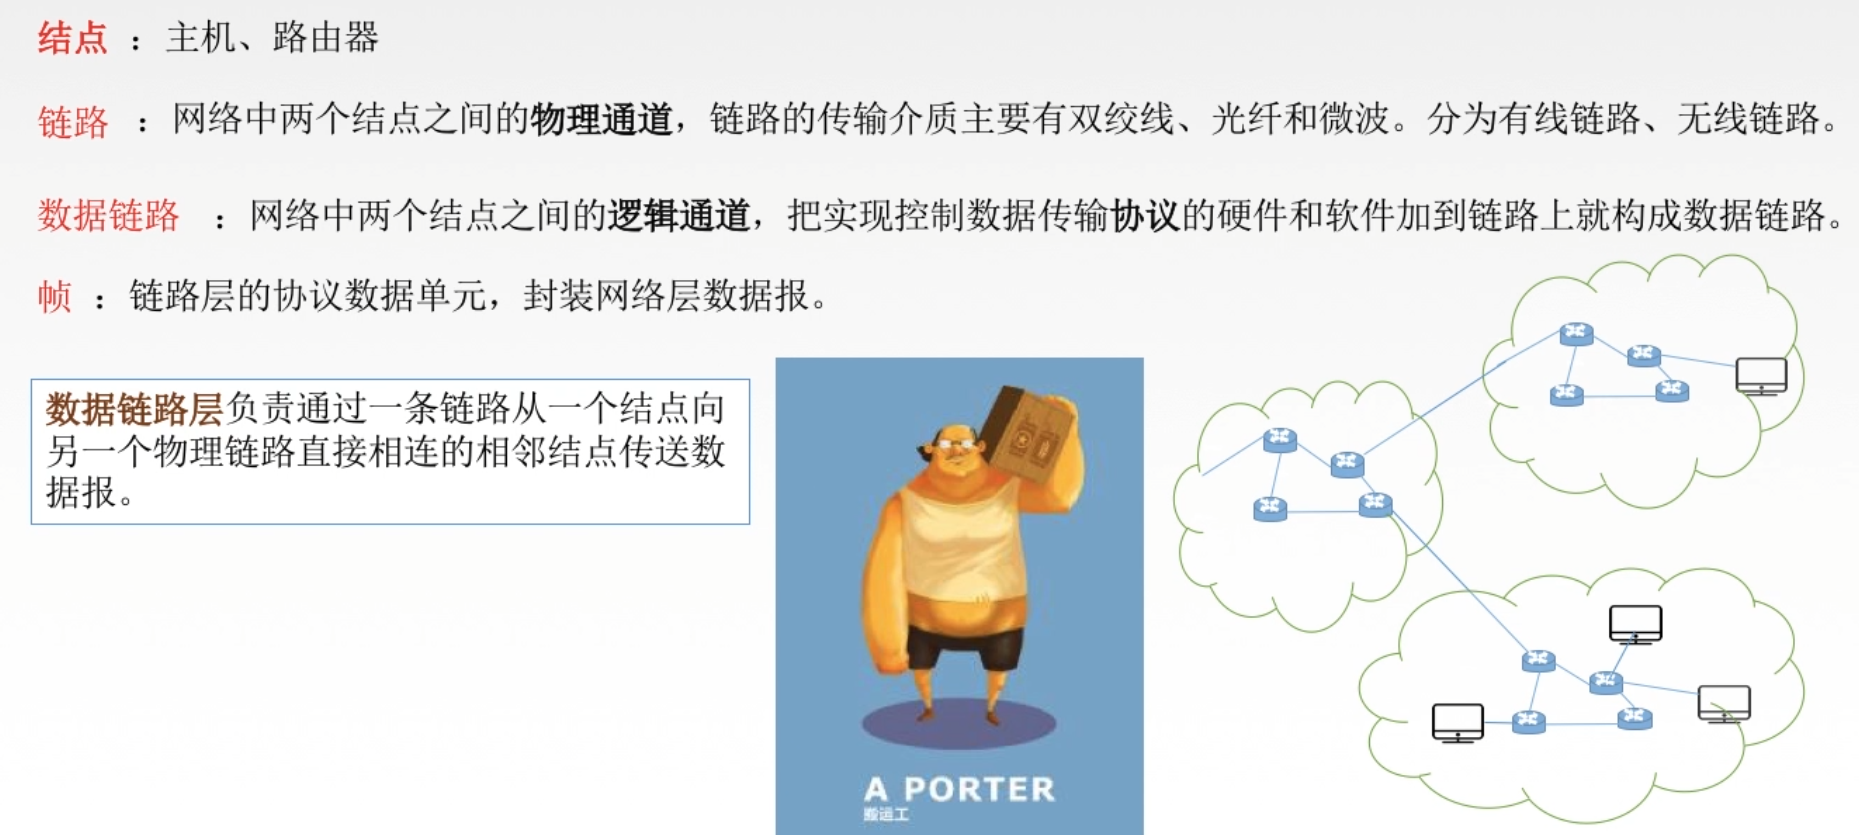 结点 ：主机、路由器
链路 ：网络中两个结点之间的物理通道，链路的传输介质主要有双绞线、光纤和微波。分为有线链路、无线链路。
数据链路 ：网络中两个结点之间的逻辑通道，把实现控制数据传输协议的硬件和软件加到链路上就构成数据链路。
帧 ：链路层的协议数据单元，封装网络层数据报。
数据链路层负责通过一条链路从一个结点向
另一个物理链路直接相连的相邻结点传送数
据报。
A PORTER
搬运工